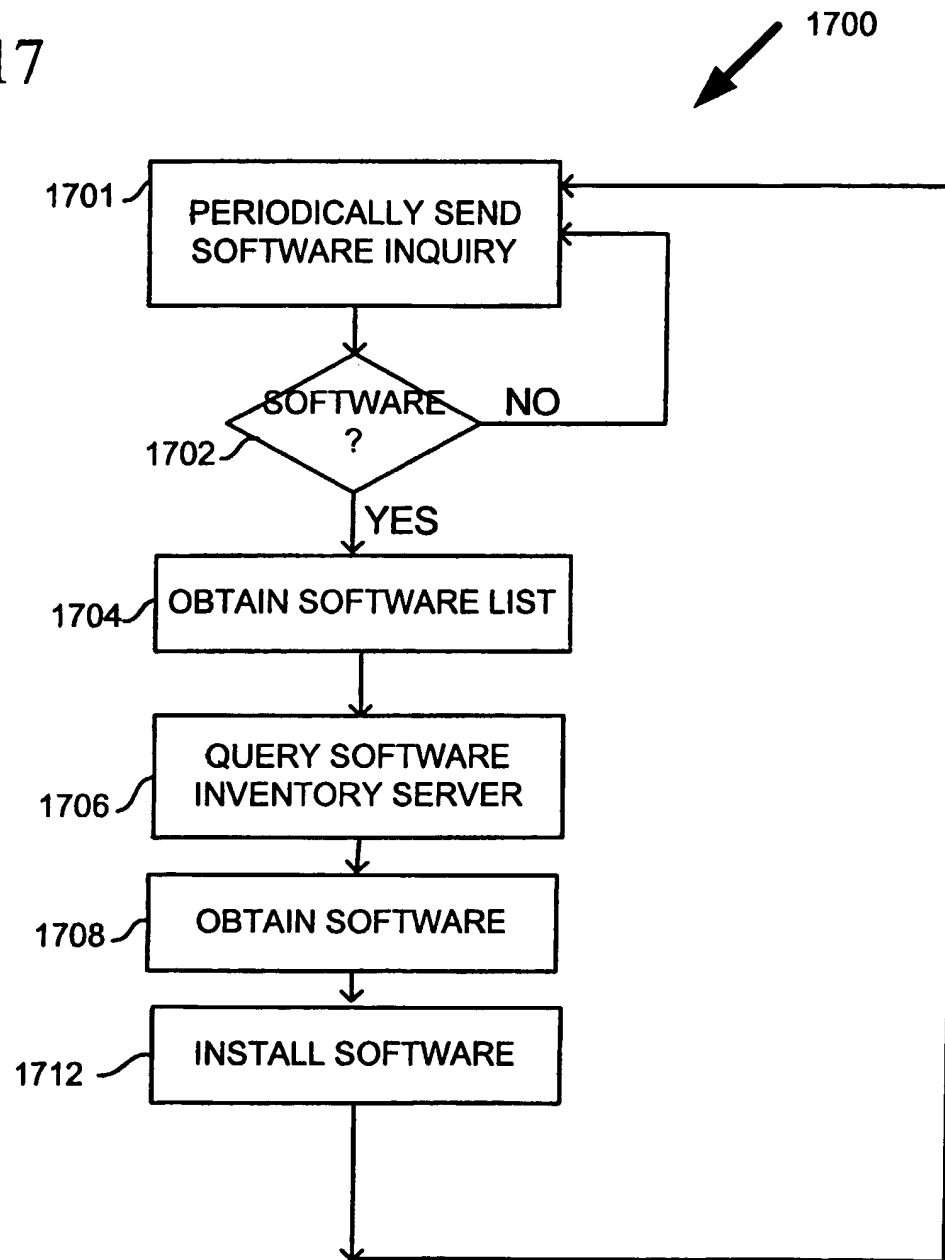 17
1700
1701
PERIODICALLY SEND
SOFTWARE INQUIRY
SOFTWARE
?
NO
1702
YES
1704
OBTAIN SOFTWARE LIST
QUERY SOFTWARE
INVENTORY SERVER
1706
OBTAIN SOFTWARE
1708
INSTALL SOFTWARE
1712